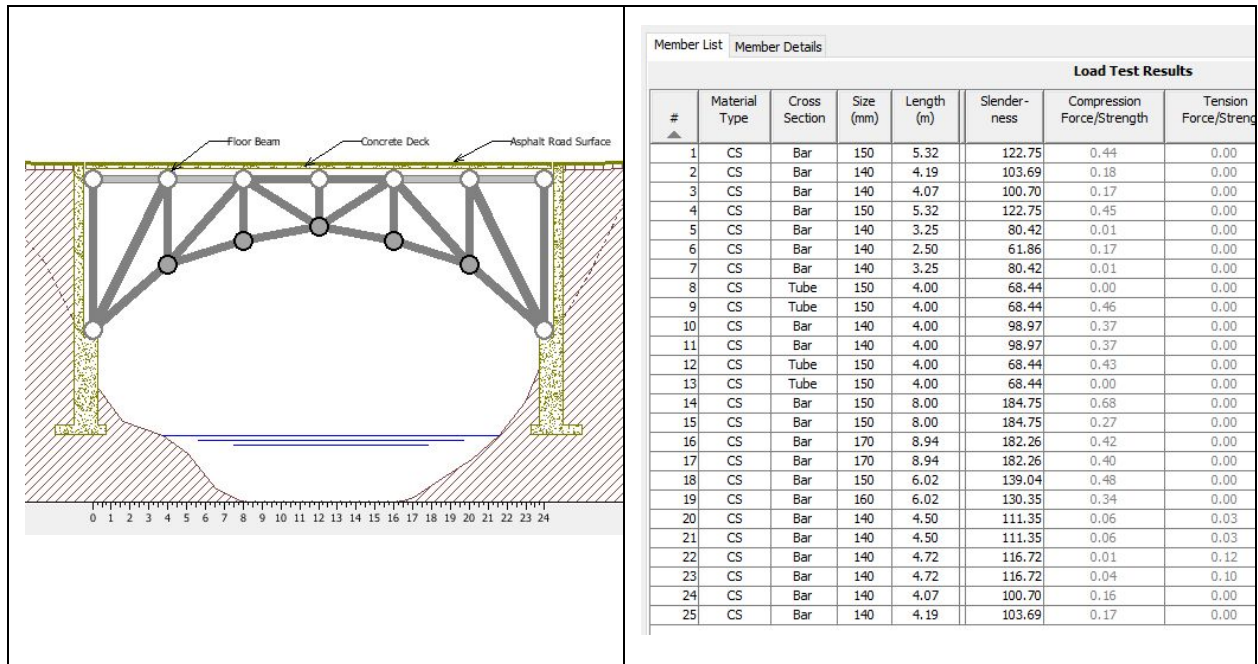 Floor Beam Concrete Deck Asphalt Road Surface
0 1 2 3 4 5 6 7 8 9 10 11 12 13 14 15 16 17 18 19 20 21 22 23 24
Member List Member Details
Load Test Results
# Material Type Cross Section Size (mm) Length (m) Slender-ness Compression Force/Strength Tension Force/Streng
1 CS Bar 150 5.32 122.75 0.44 0.00
2 CS Bar 140 4.19 103.69 0.18 0.00
3 CS Bar 140 4.07 100.70 0.17 0.00
4 CS Bar 150 5.32 122.75 0.45 0.00
5 CS Bar 140 3.25 80.42 0.01 0.00
6 CS Bar 140 2.50 61.86 0.17 0.00
7 CS Bar 140 3.25 80.42 0.01 0.00
8 CS Tube 150 4.00 68.44 0.00 0.00
9 CS Tube 150 4.00 68.44 0.46 0.00
10 CS Bar 140 4.00 98.97 0.37 0.00
11 CS Bar 140 4.00 98.97 0.37 0.00
12 CS Tube 150 4.00 68.44 0.43 0.00
13 CS Tube 150 4.00 68.44 0.00 0.00
14 CS Bar 150 8.00 184.75 0.68 0.00
15 CS Bar 150 8.00 184.75 0.27 0.00
16 CS Bar 170 8.94 182.26 0.42 0.00
17 CS Bar 170 8.94 182.26 0.40 0.00
18 CS Bar 150 6.02 139.04 0.48 0.00
19 CS Bar 160 6.02 130.35 0.34 0.00
20 CS Bar 140 4.50 111.35 0.06 0.03
21 CS Bar 140 4.50 111.35 0.06 0.03
22 CS Bar 140 4.72 116.72 0.01 0.12
23 CS Bar 140 4.72 116.72 0.04 0.10
24 CS Bar 140 4.07 100.70 0.16 0.00
25 CS Bar 140 4.19 103.69 0.17 0.00